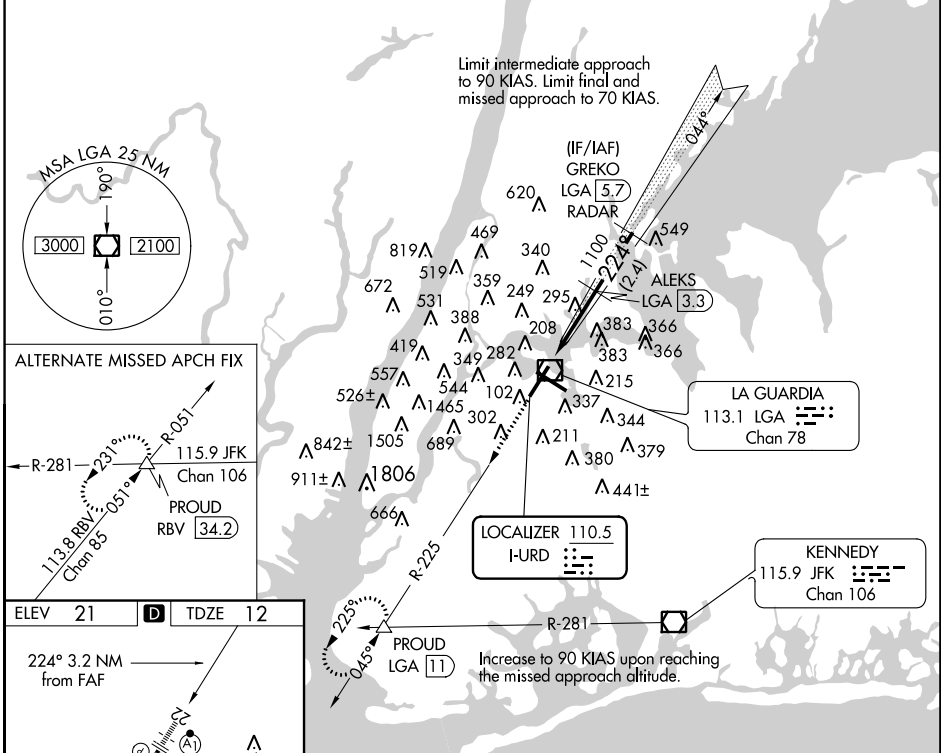 Limit intermediate approach
to 90 KIAS. Limit final and
missed approach to 70 KIAS.
MSA LGA 25 NM
190°
3000
2100
010°
(IF/IAF)
GREKO
LGA 5.7
RADAR
044°
1100
224°
(2.4)
ALEKS
LGA 3.3
620
549
819
469
519
340
672
359
531
249
295
388
208
383
366
383
366
419
349
282
557
544
102
215
526±
1465
337
302
344
1505
689
211
379
842±
380
911±
1806
441±
666
LA GUARDIA
113.1 LGA
Chan 78
ALTERNATE MISSED APCH FIX
R-051
231°
R-281
115.9 JFK
Chan 106
051°
113.8 RBV
Chan 85
PROUD
RBV 34.2
LOCALIZER 110.5
I-URD
R-225
KENNEDY
115.9 JFK
Chan 106
R-281
225°
045°
PROUD
LGA 11
Increase to 90 KIAS upon reaching
the missed approach altitude.
ELEV 21 D TDZE 12
224° 3.2 NM
from FAF
22
A1